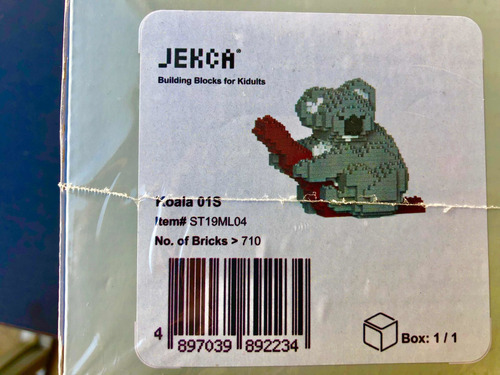 JEKCA®
Building Blocks for Kidults
Koala 01S
Item# ST19ML04
No. of Bricks > 710
4 897039 892234
Box: 1 / 1